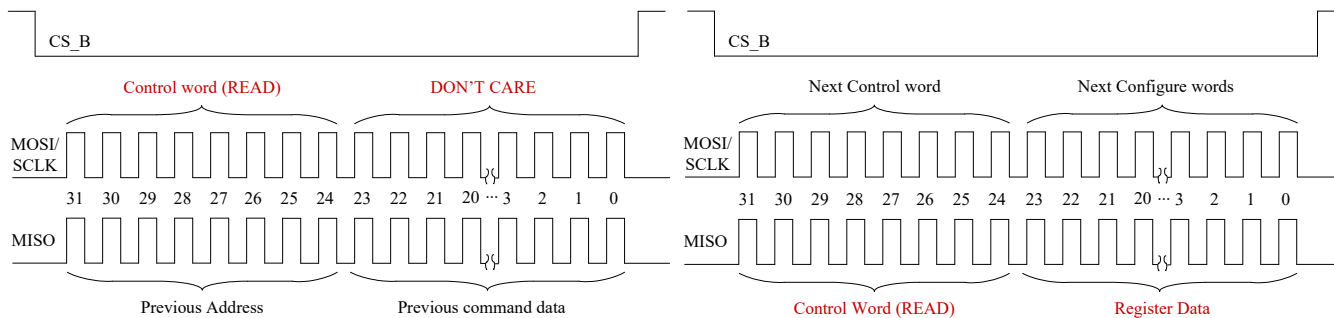 CS_B
Control word (READ) DON'T CARE
MOSI/
SCLK
31 30 29 28 27 26 25 24 23 22 21 20 ··· 3 2 1 0
MISO
Previous Address Previous command data
CS_B
Next Control word Next Configure words
MOSI/
SCLK
31 30 29 28 27 26 25 24 23 22 21 20 ··· 3 2 1 0
MISO
Control Word (READ) Register Data